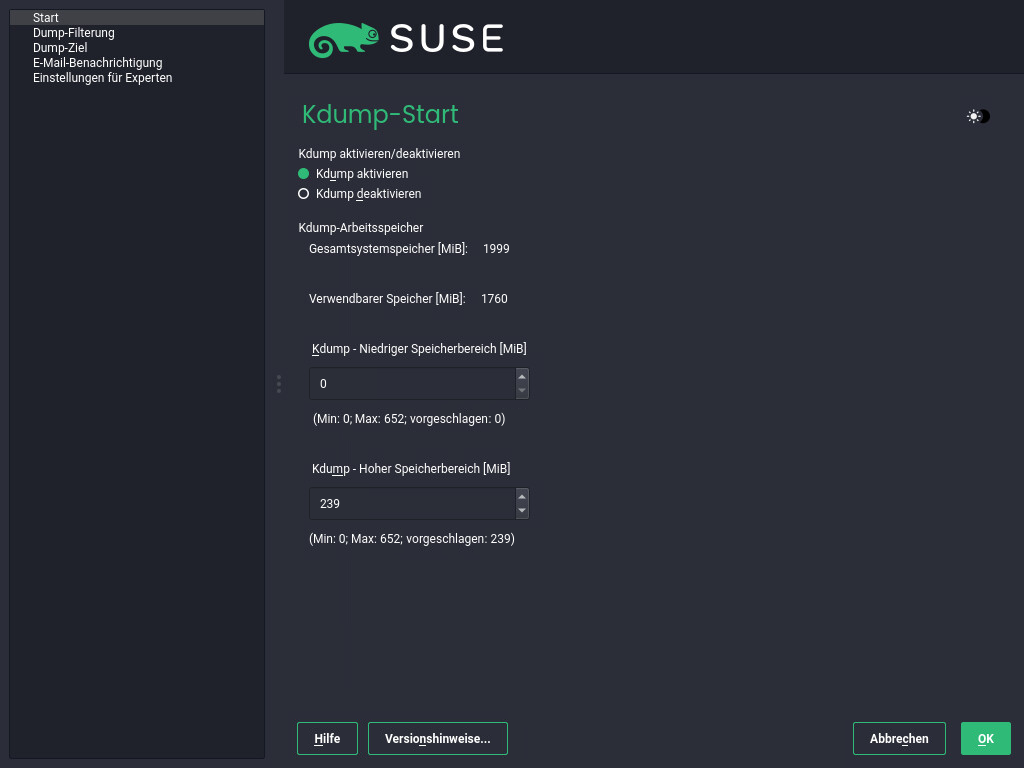 Start
Dump-Filterung
Dump-Ziel
E-Mail-Benachrichtigung
Einstellungen für Experten
SUSE
Kdump-Start
Kdump aktivieren/deaktivieren
Kdump aktivieren
Kdump deaktivieren
Kdump-Arbeitsspeicher
Gesamtsystemspeicher [MiB]: 1999
Verwendbarer Speicher [MiB]: 1760
Kdump - Niedriger Speicherbereich [MiB]
0
(Min: 0; Max: 652; vorgeschlagen: 0)
Kdump - Hoher Speicherbereich [MiB]
239
(Min: 0; Max: 652; vorgeschlagen: 239)
Hilfe Versionshinweise... Abbrechen OK